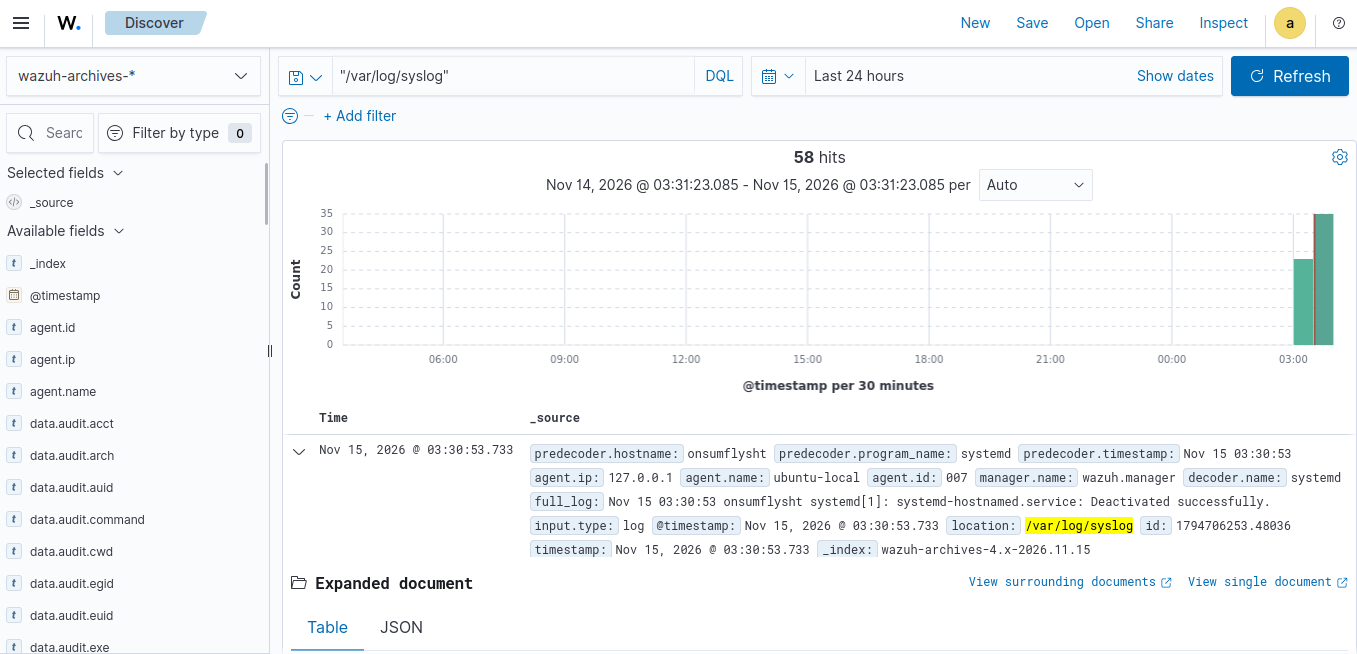 W. Discover New Save Open Share Inspect a
wazuh-archives-*
"/var/log/syslog" DQL Last 24 hours Show dates Refresh
+ Add filter
Searc Filter by type 0
Selected fields
_source
Available fields
t _index
@timestamp
t agent.id
t agent.ip
t agent.name
t data.audit.acct
t data.audit.arch
t data.audit.auid
t data.audit.command
t data.audit.cwd
t data.audit.egid
t data.audit.euid
t data.audit.exe
58 hits
Nov 14, 2026 @ 03:31:23.085 - Nov 15, 2026 @ 03:31:23.085 per Auto
Count
35
30
25
20
15
10
5
0
06:00 09:00 12:00 15:00 18:00 21:00 00:00 03:00
@timestamp per 30 minutes
Time _source
Nov 15, 2026 @ 03:30:53.733 predecoder.hostname: onsumflysht predecoder.program_name: systemd predecoder.timestamp: Nov 15 03:30:53
agent.ip: 127.0.0.1 agent.name: ubuntu-local agent.id: 007 manager.name: wazuh.manager decoder.name: systemd
full_log: Nov 15 03:30:53 onsumflysht systemd[1]: systemd-hostnamed.service: Deactivated successfully.
input.type: log @timestamp: Nov 15, 2026 @ 03:30:53.733 location: /var/log/syslog id: 1794706253.48036
timestamp: Nov 15, 2026 @ 03:30:53.733 _index: wazuh-archives-4.x-2026.11.15
Expanded document View surrounding documents View single document
Table JSON